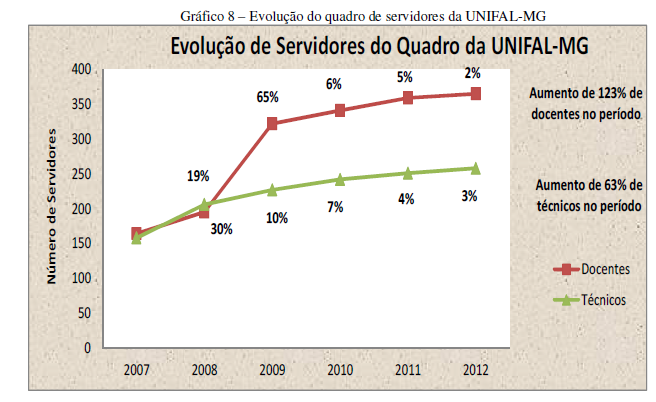 Gráfico 8 – Evolução do quadro de servidores da UNIFAL-MG
Evolução de Servidores do Quadro da UNIFAL-MG
Número de Servidores
400
350
300
250
200
150
100
50
0
19%
65%
6%
5%
2%
30%
10%
7%
4%
3%
2007
2008
2009
2010
2011
2012
Aumento de 123% de
docentes no período
Aumento de 63% de
técnicos no período
Docentes
Técnicos